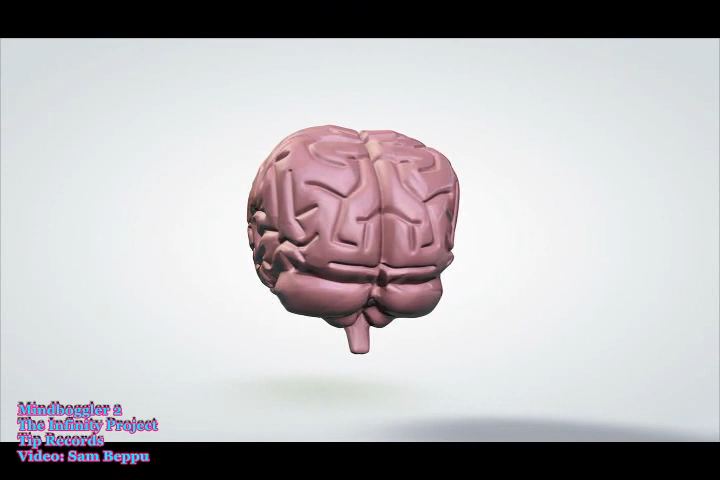 Mindboggler 2
The Infinity Project
Tip Records
Video: Sam Beppu